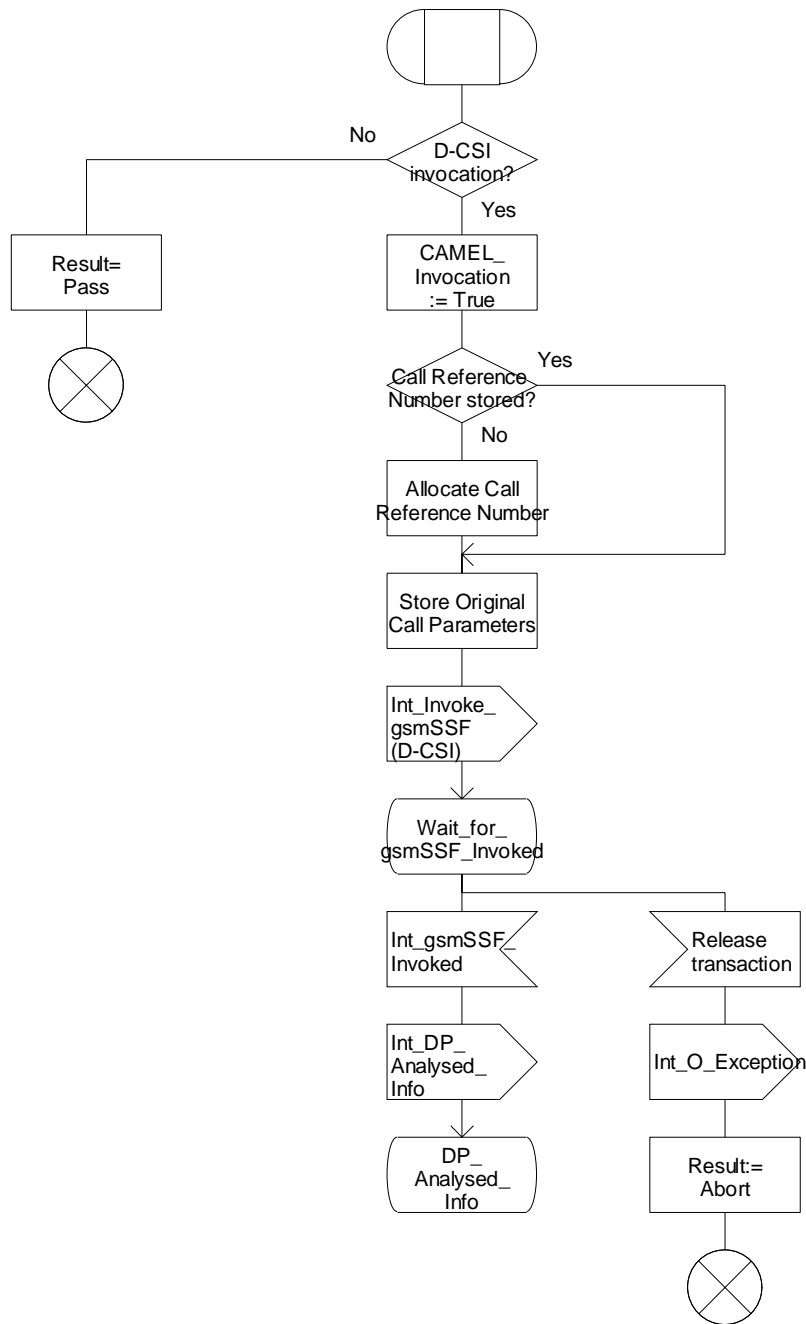 No
D-CSI
invocation?
Yes
Result=
Pass
CAMEL_
Invocation
:= True
Call Reference
Number stored?
Yes
No
Allocate Call
Reference Number
Store Original
Call Parameters
Int_Invoke_
gsmSSF
(D-CSI)
Wait_for_
gsmSSF_Invoked
Int_gsmSSF_
Invoked
Release
transaction
Int_DP_
Analysed_
Info
Int_O_Exception
DP_
Analysed_
Info
Result:=
Abort